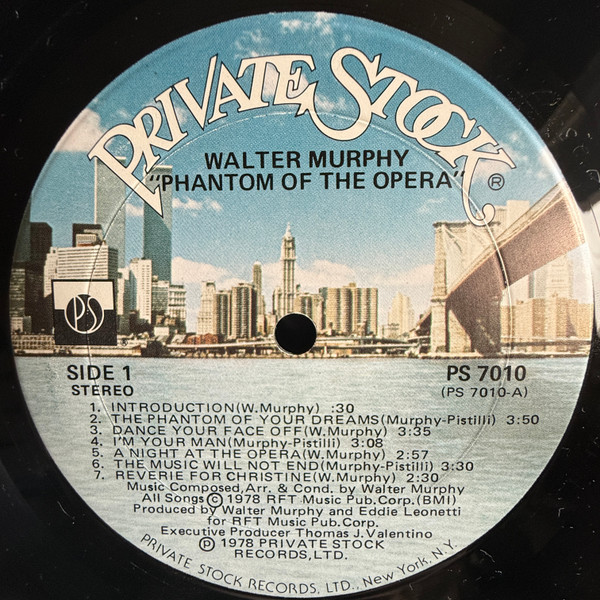 PRIVATE STOCK
WALTER MURPHY
"PHANTOM OF THE OPERA" ®
PS
SIDE 1
STEREO
PS 7010
(PS 7010-A)
1. INTRODUCTION(W.Murphy) :30
2. THE PHANTOM OF YOUR DREAMS(Murphy-Pistilli) 3:50
3. DANCE YOUR FACE OFF(W.Murphy) 3:35
4. I'M YOUR MAN(Murphy-Pistilli) 3:08
5. A NIGHT AT THE OPERA(W.Murphy) 2:57
6. THE MUSIC WILL NOT END(Murphy-Pistilli) 3:30
7. REVERIE FOR CHRISTINE(W.Murphy) 2:30
Music Composed,Arr. & Cond. by Walter Murphy
All Songs © 1978 RFT Music Pub.Corp.(BMI)
Produced by Walter Murphy and Eddie Leonetti
for RFT Music Pub.Corp.
Executive Producer Thomas J.Valentino
℗ 1978 PRIVATE STOCK
RECORDS,LTD.
PRIVATE STOCK RECORDS, LTD., New York, N.Y.